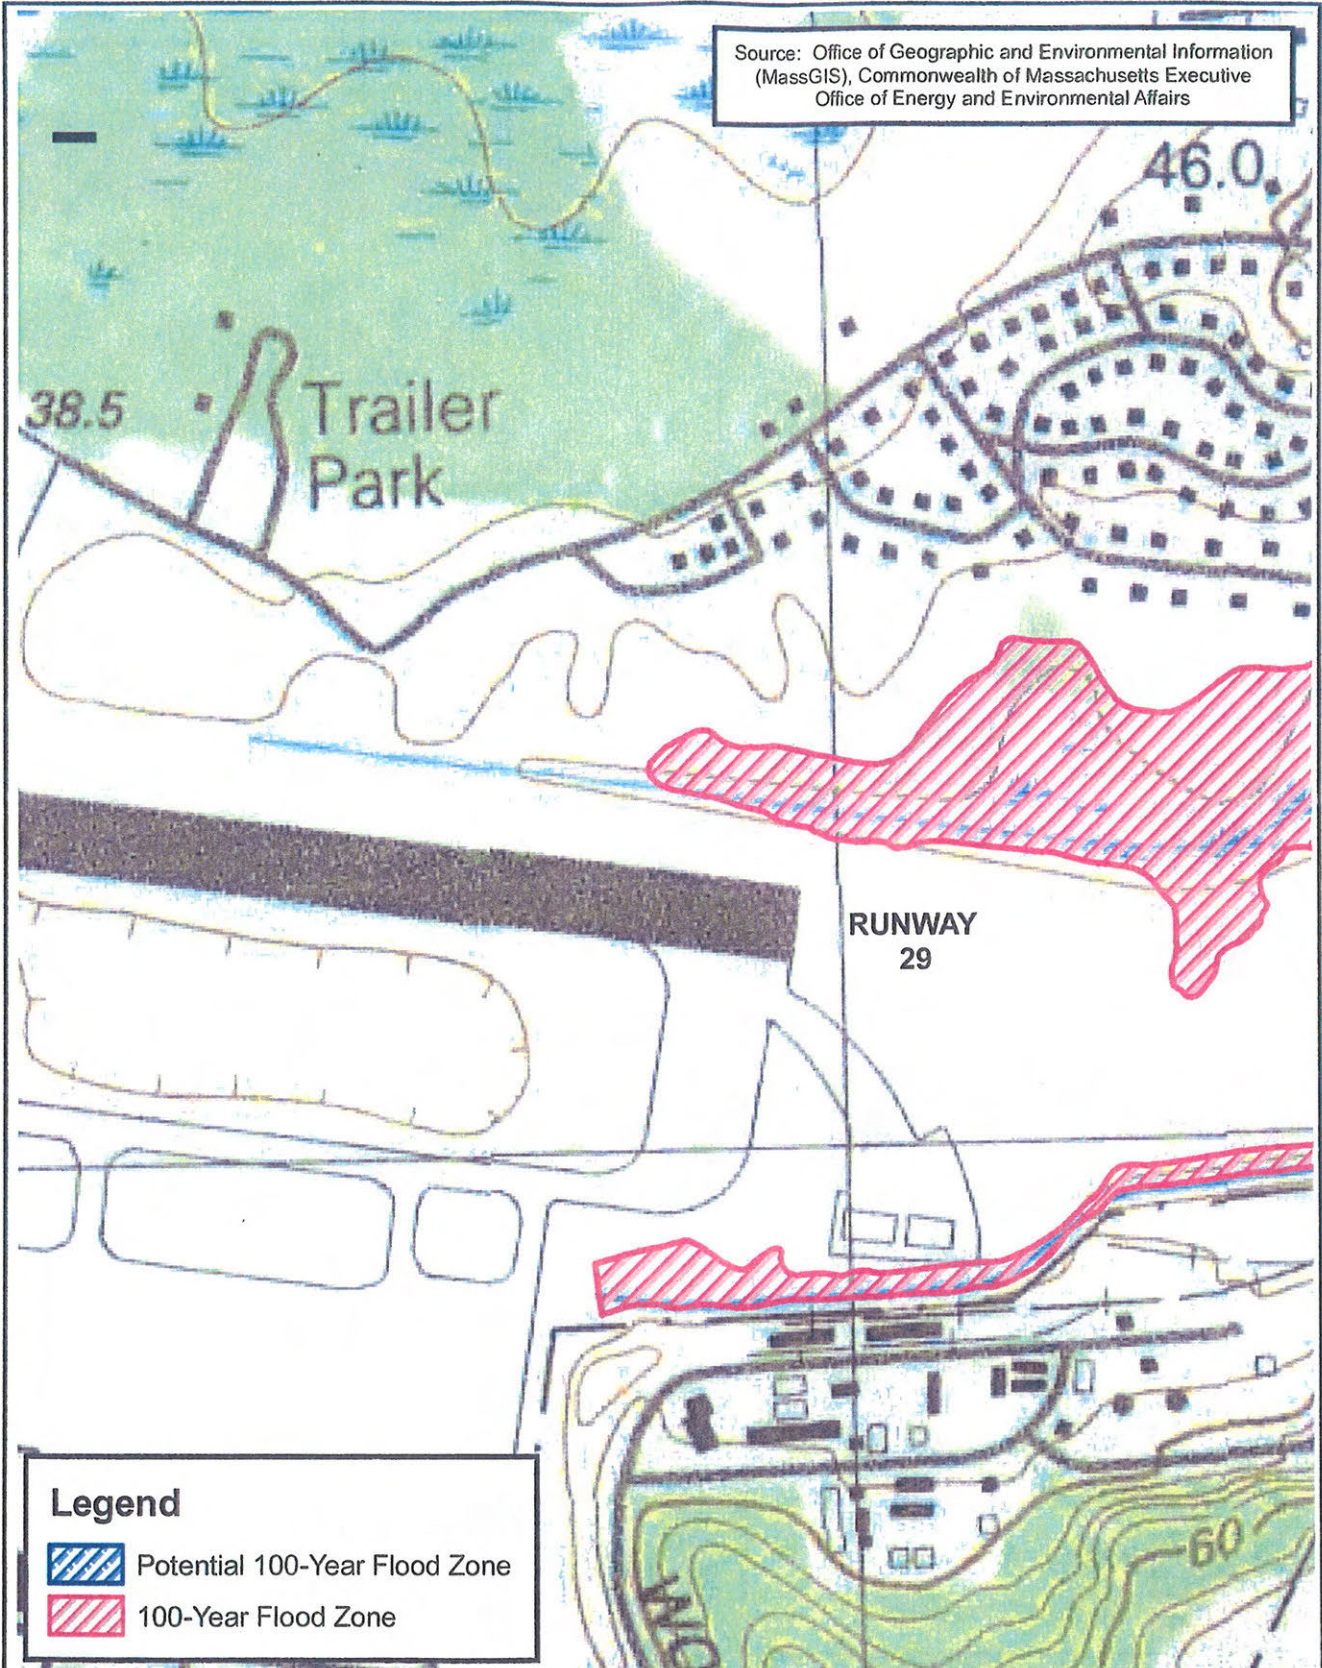 Source: Office of Geographic and Environmental Information
(MassGIS), Commonwealth of Massachusetts Executive
Office of Energy and Environmental Affairs
46.0
38.5
Trailer
Park
RUNWAY
29
60
WO
Legend
Potential 100-Year Flood Zone
100-Year Flood Zone